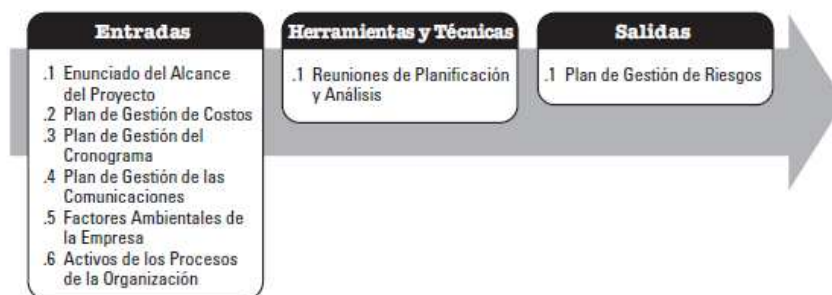 Entradas
.1 Enunciado del Alcance
del Proyecto
.2 Plan de Gestión de Costos
.3 Plan de Gestión del
Cronograma
.4 Plan de Gestión de las
Comunicaciones
.5 Factores Ambientales de
la Empresa
.6 Activos de los Procesos
de la Organización
Herramientas y Técnicas
.1 Reuniones de Planificación
y Análisis
Salidas
.1 Plan de Gestión de Riesgos